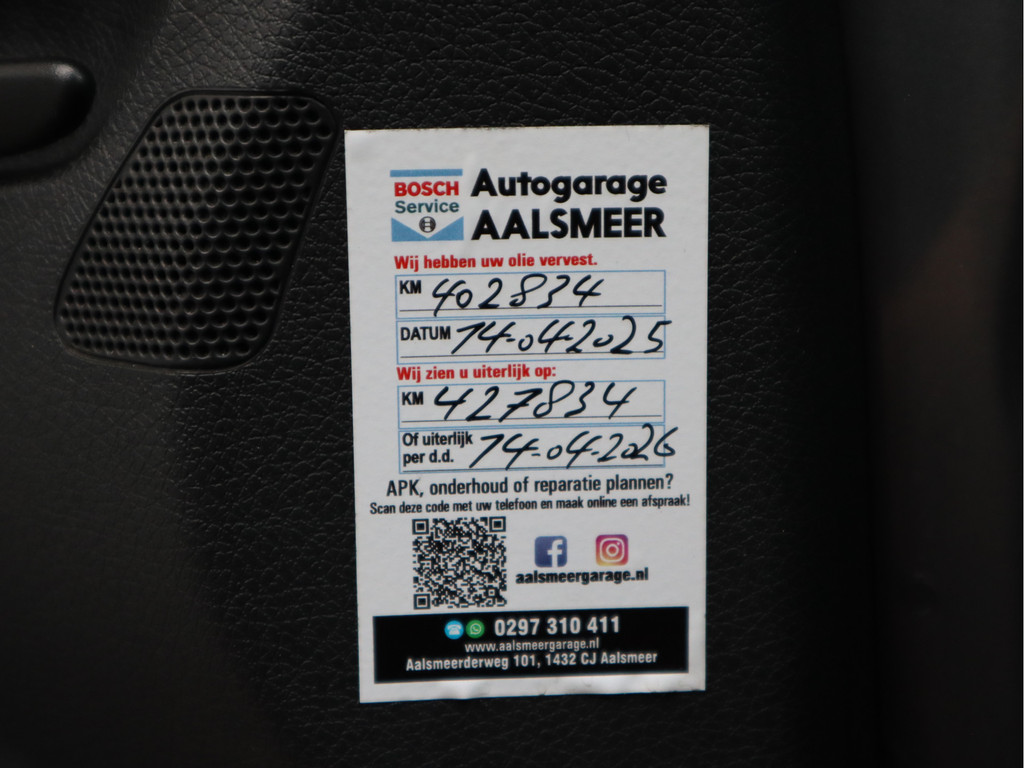 BOSCH
Service
Autogarage
AALSMEER
Wij hebben uw olie vervest.
KM 402834
DATUM 14-04-2025
Wij zien u uiterlijk op:
KM 427834
Of uiterlijk
per d.d. 14-04-2026
APK, onderhoud of reparatie plannen?
Scan deze code met uw telefoon en maak online een afspraak!
aalsmeergarage.nl
0297 310 411
www.aalsmeergarage.nl
Aalsmeerderweg 101, 1432 CJ Aalsmeer